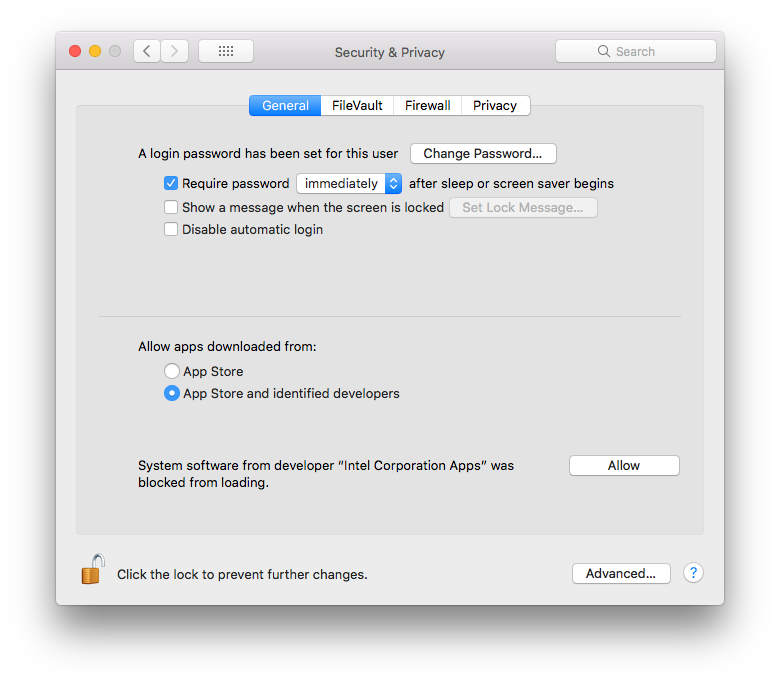 Security & Privacy
Search
General FileVault Firewall Privacy
A login password has been set for this user Change Password...
Require password immediately after sleep or screen saver begins
Show a message when the screen is locked Set Lock Message...
Disable automatic login
Allow apps downloaded from:
App Store
App Store and identified developers
System software from developer “Intel Corporation Apps” was
blocked from loading.
Allow
Click the lock to prevent further changes.
Advanced...
?